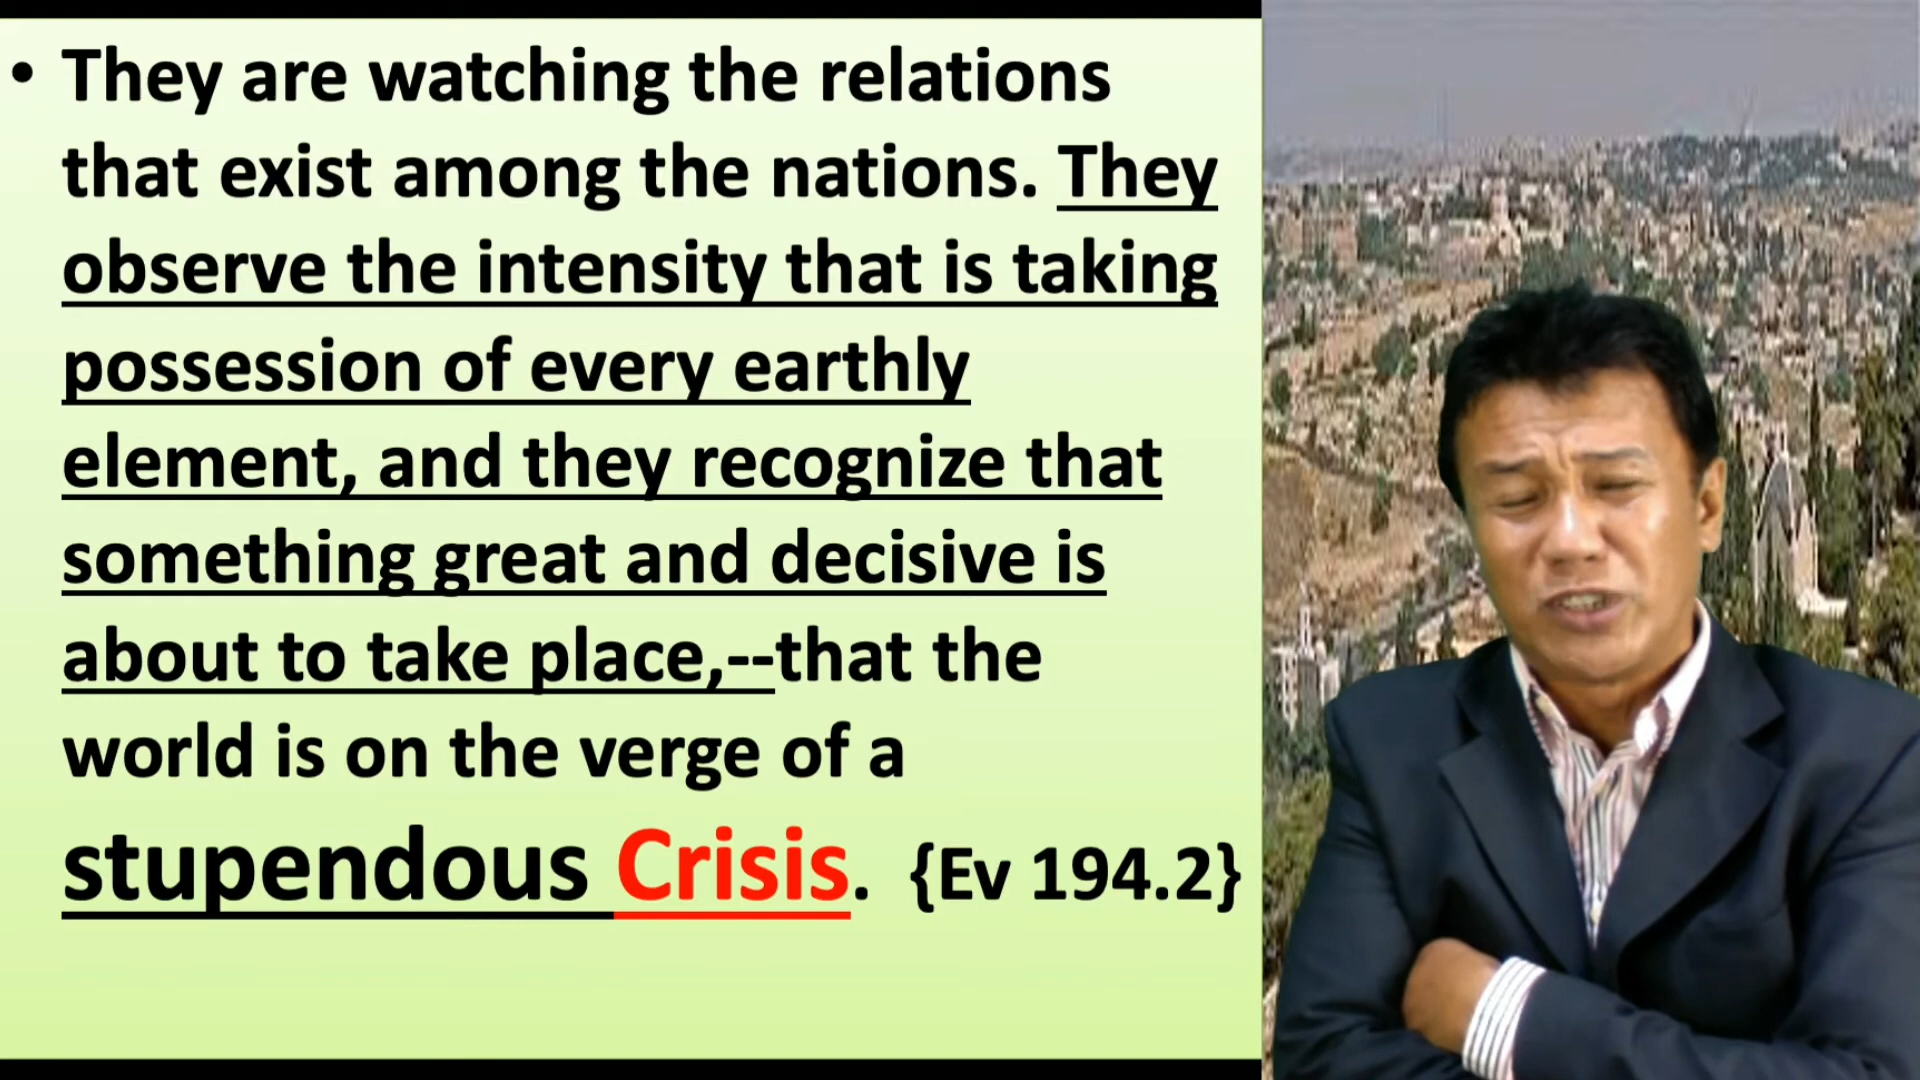 • They are watching the relations
that exist among the nations. They
observe the intensity that is taking
possession of every earthly
element, and they recognize that
something great and decisive is
about to take place,--that the
world is on the verge of a
stupendous Crisis. {Ev 194.2}